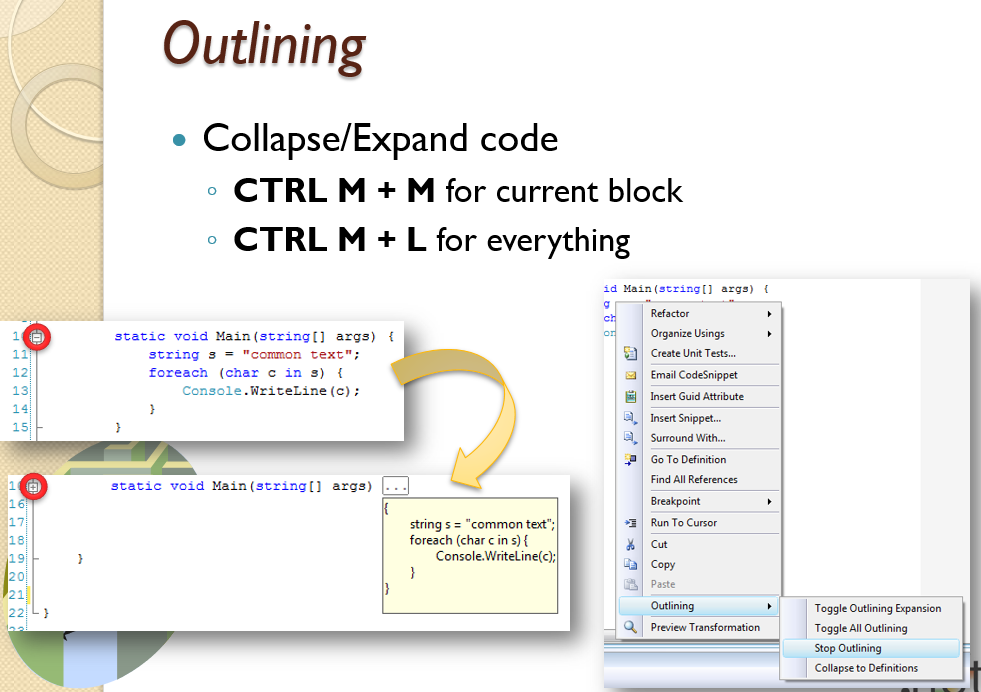 Outlining
Collapse/Expand code
CTRL M + M for current block
CTRL M + L for everything
10 static void Main(string[] args) {
11 string s = "common text";
12 foreach (char c in s) {
13 Console.WriteLine(c);
14 }
15 }
static void Main(string[] args) ...
16
17
18
19 }
20
21
22 }
23
{
string s = "common text";
foreach (char c in s) {
Console.WriteLine(c);
}
}
id Main(string[] args) {
Refactor
Organize Usings
Create Unit Tests...
Email CodeSnippet
Insert Guid Attribute
Insert Snippet...
Surround With...
Go To Definition
Find All References
Breakpoint
Run To Cursor
Cut
Copy
Paste
Outlining
Preview Transformation
Toggle Outlining Expansion
Toggle All Outlining
Stop Outlining
Collapse to Definitions